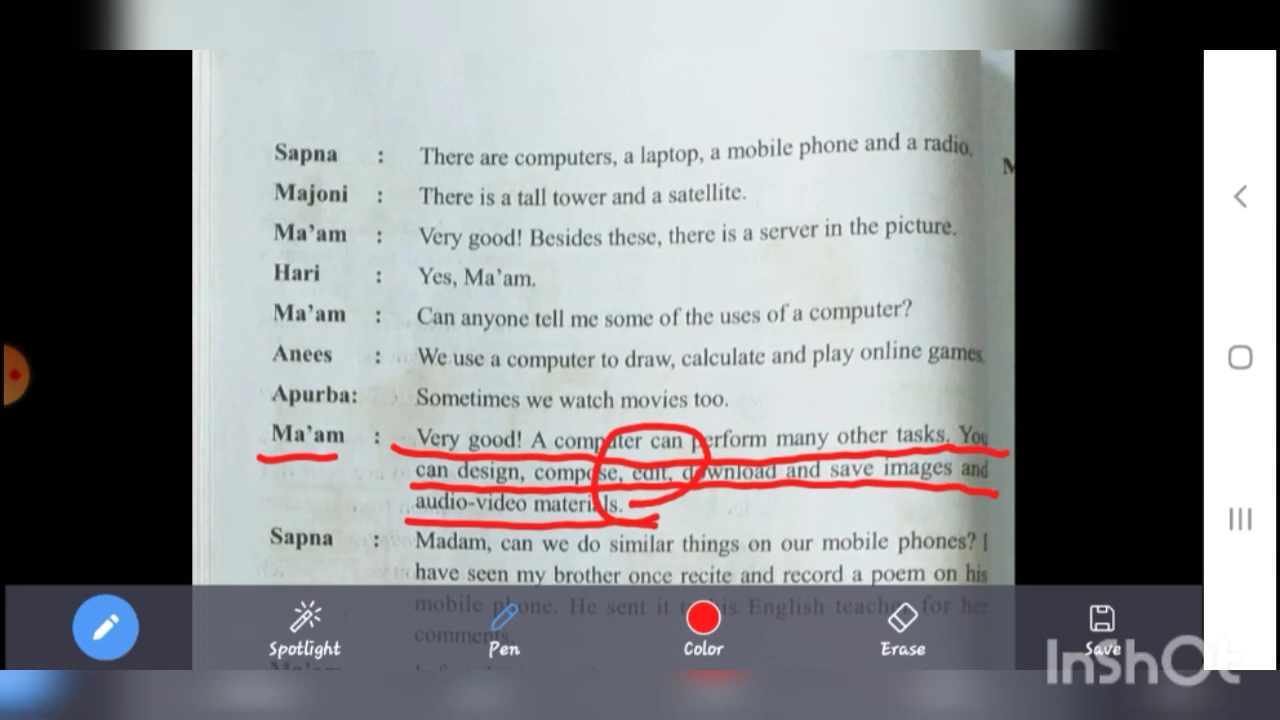 Sapna : There are computers, a laptop, a mobile phone and a radio.
Majoni : There is a tall tower and a satellite.
Ma'am : Very good! Besides these, there is a server in the picture.
Hari : Yes, Ma'am.
Ma'am : Can anyone tell me some of the uses of a computer?
Anees : We use a computer to draw, calculate and play online games.
Apurba: Sometimes we watch movies too.
Ma'am : Very good! A computer can perform many other tasks. You
can design, compose, edit, download and save images and
audio-video materials.
Sapna : Madam, can we do similar things on our mobile phones? I
have seen my brother once recite and record a poem on his
mobile phone. He sent it to his English teacher for her
comments.
Spotlight Pen Color Erase Save
InShOt